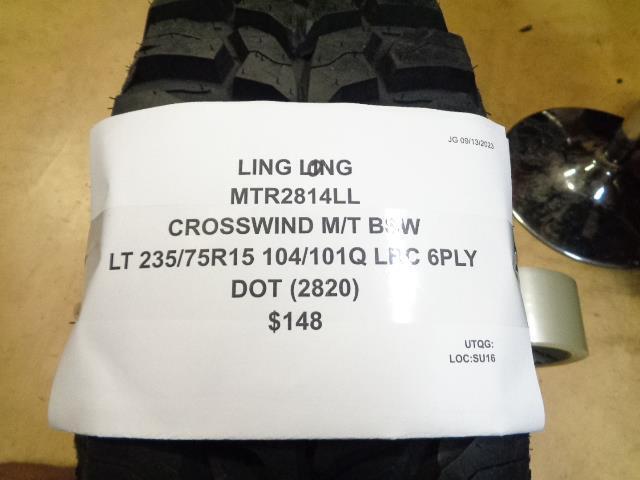 JG 09/13/2023
LING LONG
MTR2814LL
CROSSWIND M/T BSW
LT 235/75R15 104/101Q LRC 6PLY
DOT (2820)
$148
UTQG:
LOC:SU16